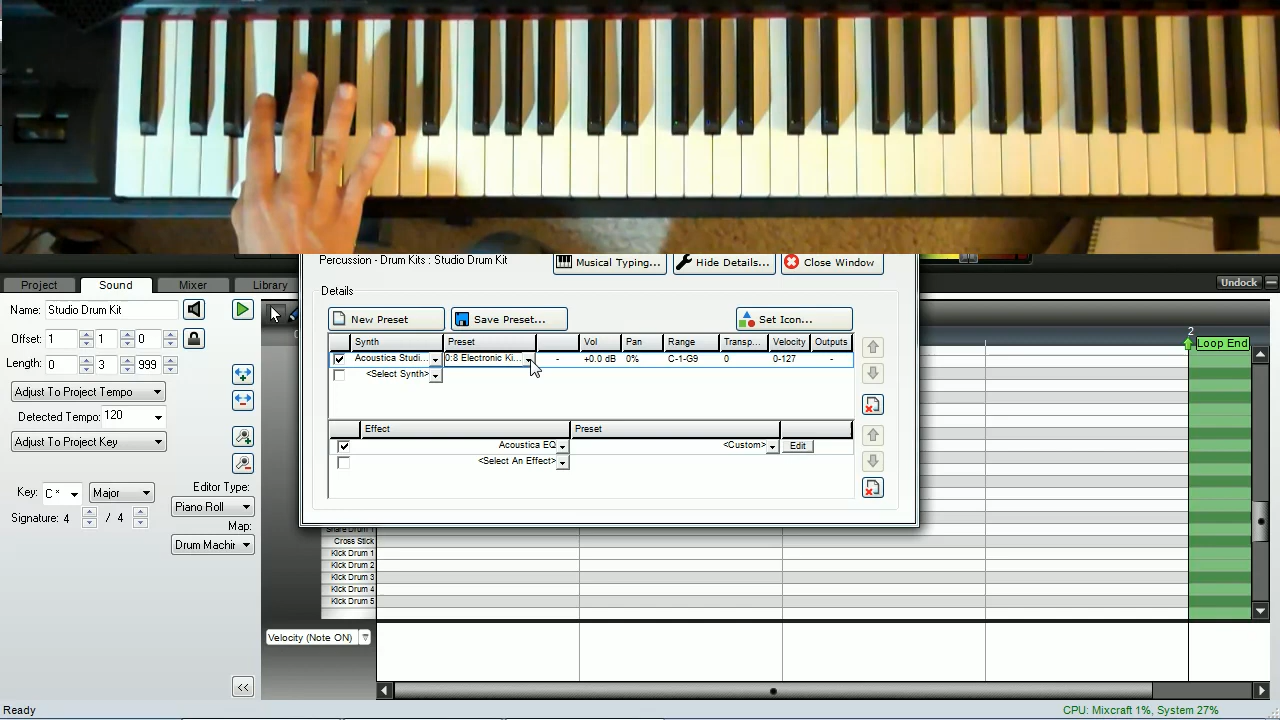 Percussion - Drum Kits : Studio Drum Kit
Musical Typing...
Hide Details...
Close Window
Project
Sound
Mixer
Library
Undock
Details
Name: Studio Drum Kit
New Preset
Save Preset...
Set Icon...
Offset: 1 1 0
2
Synth Preset Vol Pan Range Transp... Velocity Outputs
Loop End
Acoustica Studi... 0:8 Electronic Ki... - +0.0 dB 0% C-1-G9 0 0-127 -
Length: 0 3 999
<Select Synth>
Adjust To Project Tempo
Detected Tempo: 120
Effect Preset
Adjust To Project Key
Acoustica EQ <Custom> Edit
<Select An Effect>
Key: C * Major
Editor Type:
Signature: 4 / 4
Piano Roll
Map:
Drum Machin
Snare Drum 1
Cross Stick
Kick Drum 1
Kick Drum 2
Kick Drum 3
Kick Drum 4
Kick Drum 5
Velocity (Note ON)
<<
Ready
CPU: Mixcraft 1%, System 27%